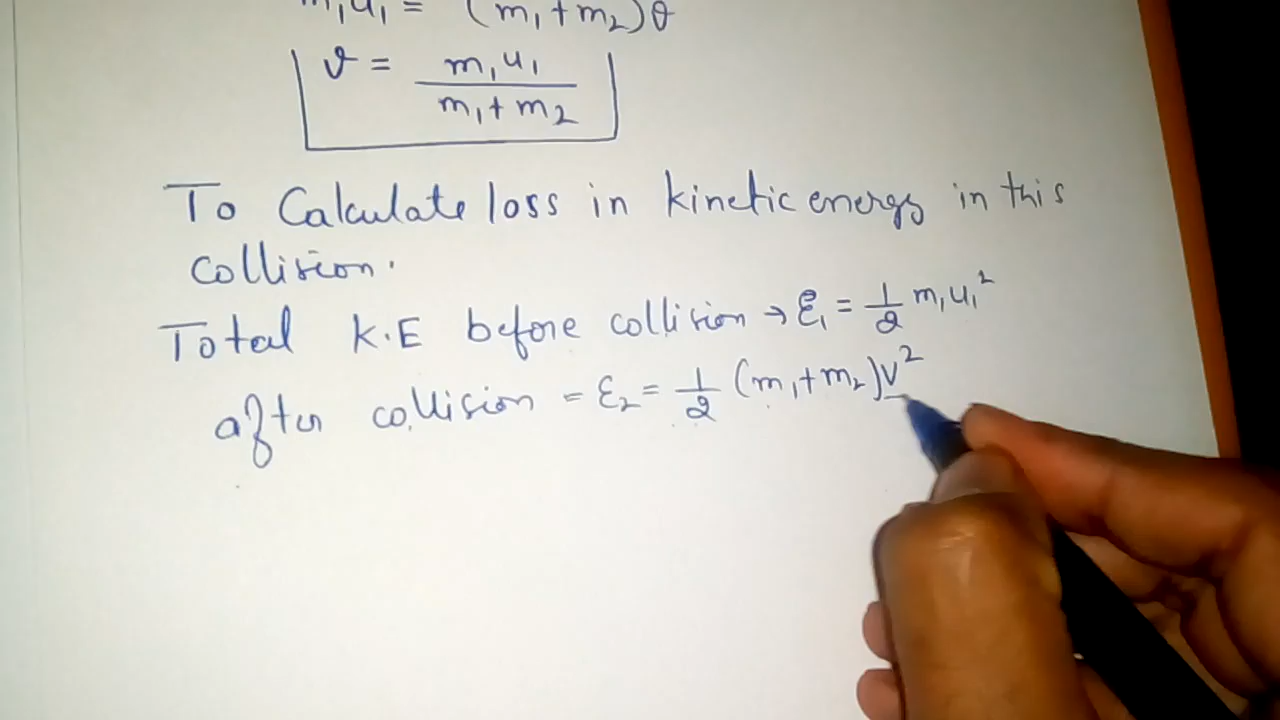 m₁u₁ = (m₁+m₂)v
v = m₁u₁ / m₁+m₂
To Calculate loss in kinetic energy in this
collision.
Total K.E before collision → E₁ = 1/2 m₁u₁²
after collision = E₂ = 1/2 (m₁+m₂)v²